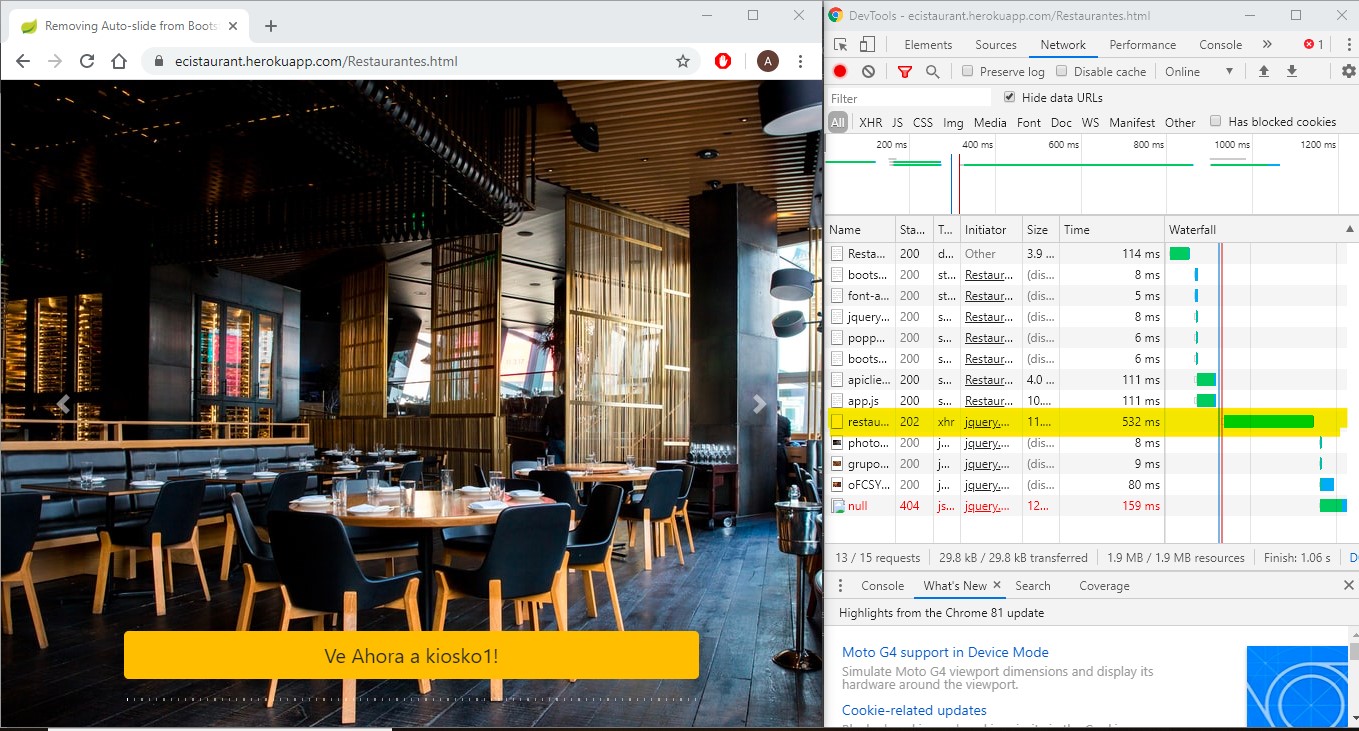 Removing Auto-slide from Boots
ecistaurant.herokuapp.com/Restaurantes.html
A
Ve Ahora a kiosko1!
DevTools - ecistaurant.herokuapp.com/Restaurantes.html
Elements Sources Network Performance Console » 1
Preserve log Disable cache Online
Filter Hide data URLs
All XHR JS CSS Img Media Font Doc WS Manifest Other Has blocked cookies
200 ms 400 ms 600 ms 800 ms 1000 ms 1200 ms
Name Sta... T... Initiator Size Time Waterfall
Resta... 200 d... Other 3.9 ... 114 ms
boots... 200 st... Restaur... (dis... 8 ms
font-a... 200 st... Restaur... (dis... 5 ms
jquery... 200 s... Restaur... (dis... 8 ms
popp... 200 s... Restaur... (dis... 6 ms
boots... 200 s... Restaur... (dis... 6 ms
apiclie... 200 s... Restaur... 4.0 ... 111 ms
app.js 200 s... Restaur... 10.... 111 ms
restau... 202 xhr jquery.... 11.... 532 ms
photo... 200 j... jquery.... (dis... 8 ms
grupo... 200 j... jquery.... (dis... 9 ms
oFCSY... 200 j... jquery.... (dis... 80 ms
null 404 js... jquery.... 12... 159 ms
13 / 15 requests 29.8 kB / 29.8 kB transferred 1.9 MB / 1.9 MB resources Finish: 1.06 s D
Console What's New Search Coverage
Highlights from the Chrome 81 update
Moto G4 support in Device Mode
Simulate Moto G4 viewport dimensions and display its
hardware around the viewport.
Cookie-related updates